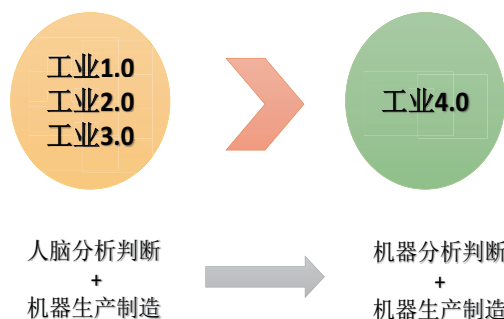 工业1.0
工业2.0
工业3.0
工业4.0
人脑分析判断
+
机器生产制造
机器分析判断
+
机器生产制造